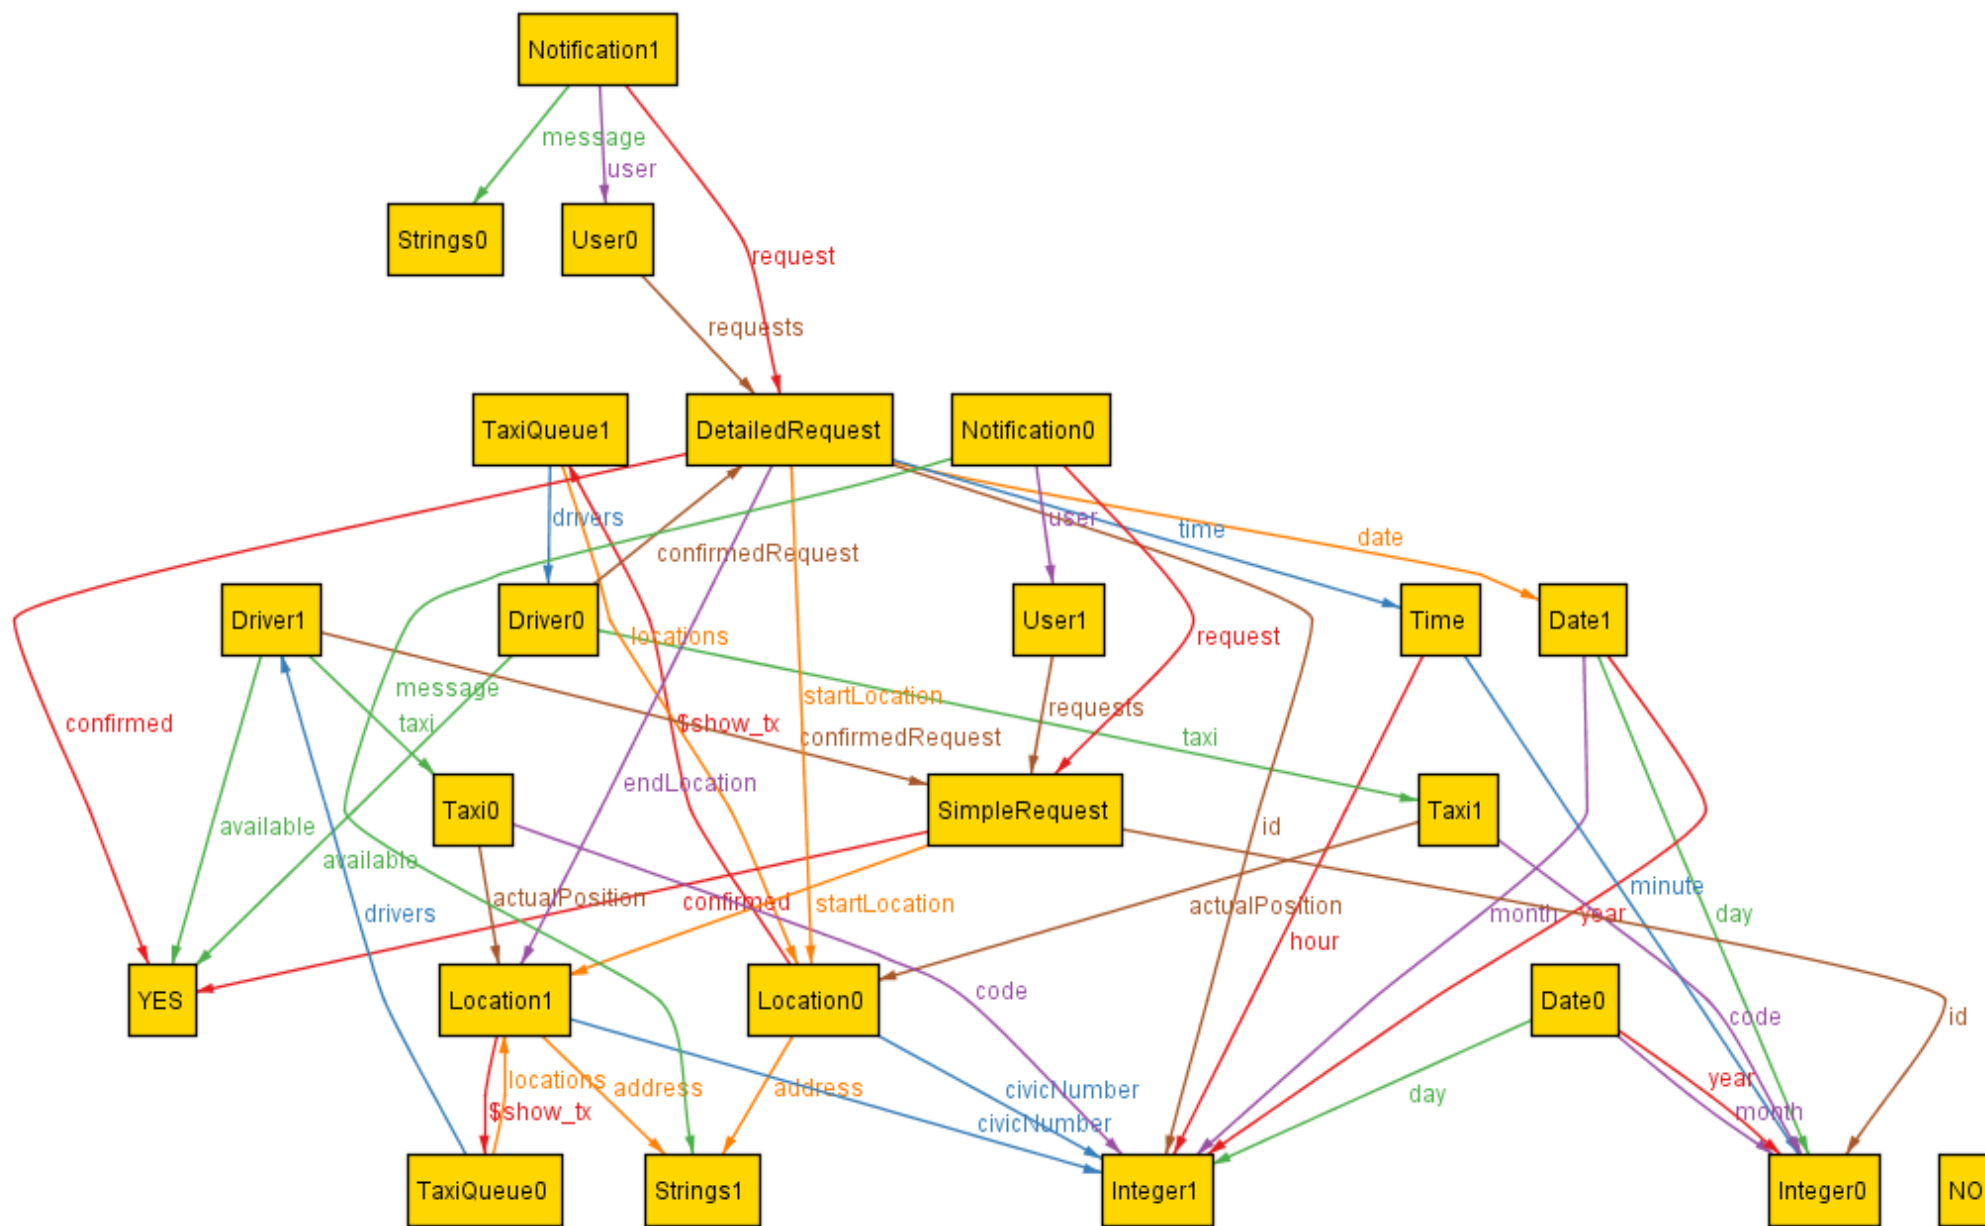 Notification1
message
user
Strings0
User0
request
requests
TaxiQueue1
DetailedRequest
Notification0
drivers
user
time
date
confirmedRequest
Driver1
Driver0
User1
Time
Date1
locations
request
message
startLocation
requests
confirmed
taxi
$show_tx
confirmedRequest
taxi
endLocation
Taxi0
SimpleRequest
Taxi1
available
id
available
minute
actualPosition
confirmed
startLocation
actualPosition
month
year
day
drivers
hour
YES
Location1
Location0
code
Date0
code
id
locations
address
address
civicNumber
year
day
$show_tx
civicNumber
month
TaxiQueue0
Strings1
Integer1
Integer0
NO